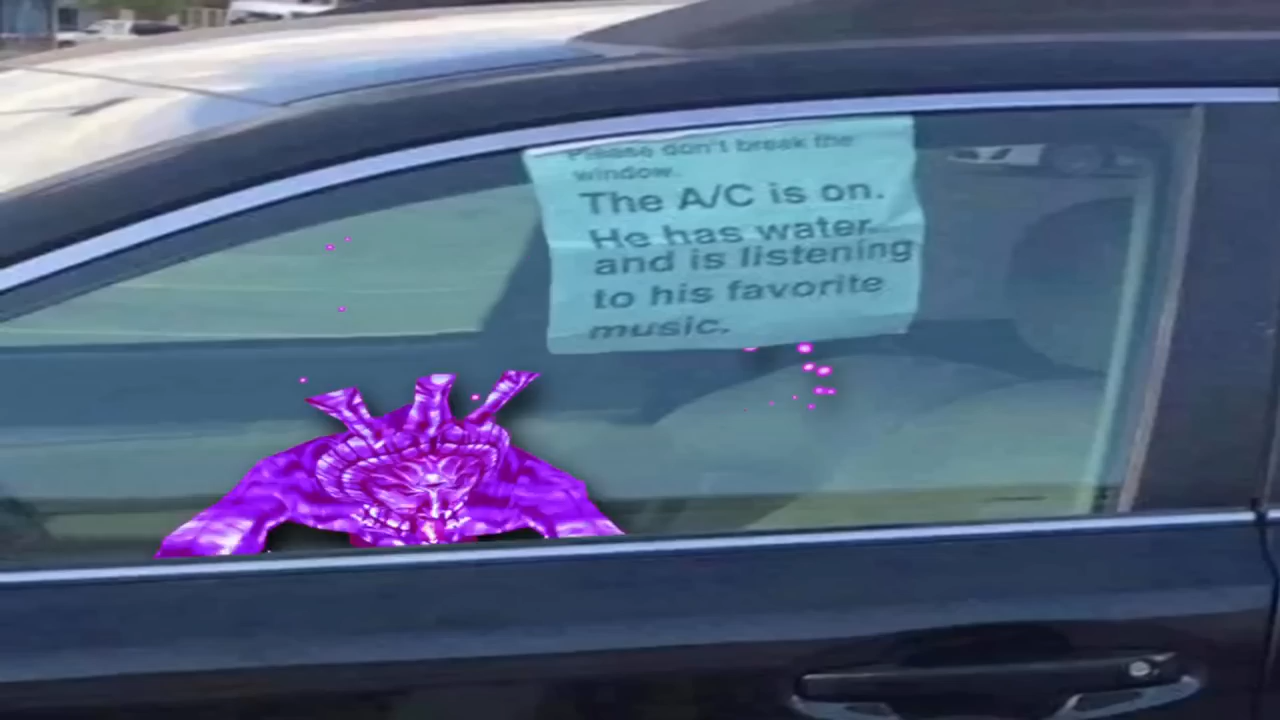 Please don't break the
window.
The A/C is on.
He has water
and is listening
to his favorite
music.